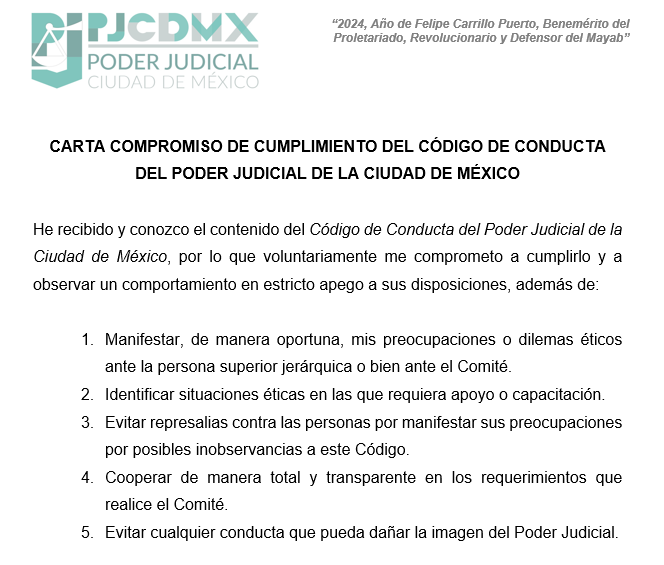 PJCDMX
PODER JUDICIAL
CIUDAD DE MÉXICO
“2024, Año de Felipe Carrillo Puerto, Benemérito del
Proletariado, Revolucionario y Defensor del Mayab”
CARTA COMPROMISO DE CUMPLIMIENTO DEL CÓDIGO DE CONDUCTA
DEL PODER JUDICIAL DE LA CIUDAD DE MÉXICO
He recibido y conozco el contenido del Código de Conducta del Poder Judicial de la
Ciudad de México, por lo que voluntariamente me comprometo a cumplirlo y a
observar un comportamiento en estricto apego a sus disposiciones, además de:
1. Manifestar, de manera oportuna, mis preocupaciones o dilemas éticos
ante la persona superior jerárquica o bien ante el Comité.
2. Identificar situaciones éticas en las que requiera apoyo o capacitación.
3. Evitar represalias contra las personas por manifestar sus preocupaciones
por posibles inobservancias a este Código.
4. Cooperar de manera total y transparente en los requerimientos que
realice el Comité.
5. Evitar cualquier conducta que pueda dañar la imagen del Poder Judicial.